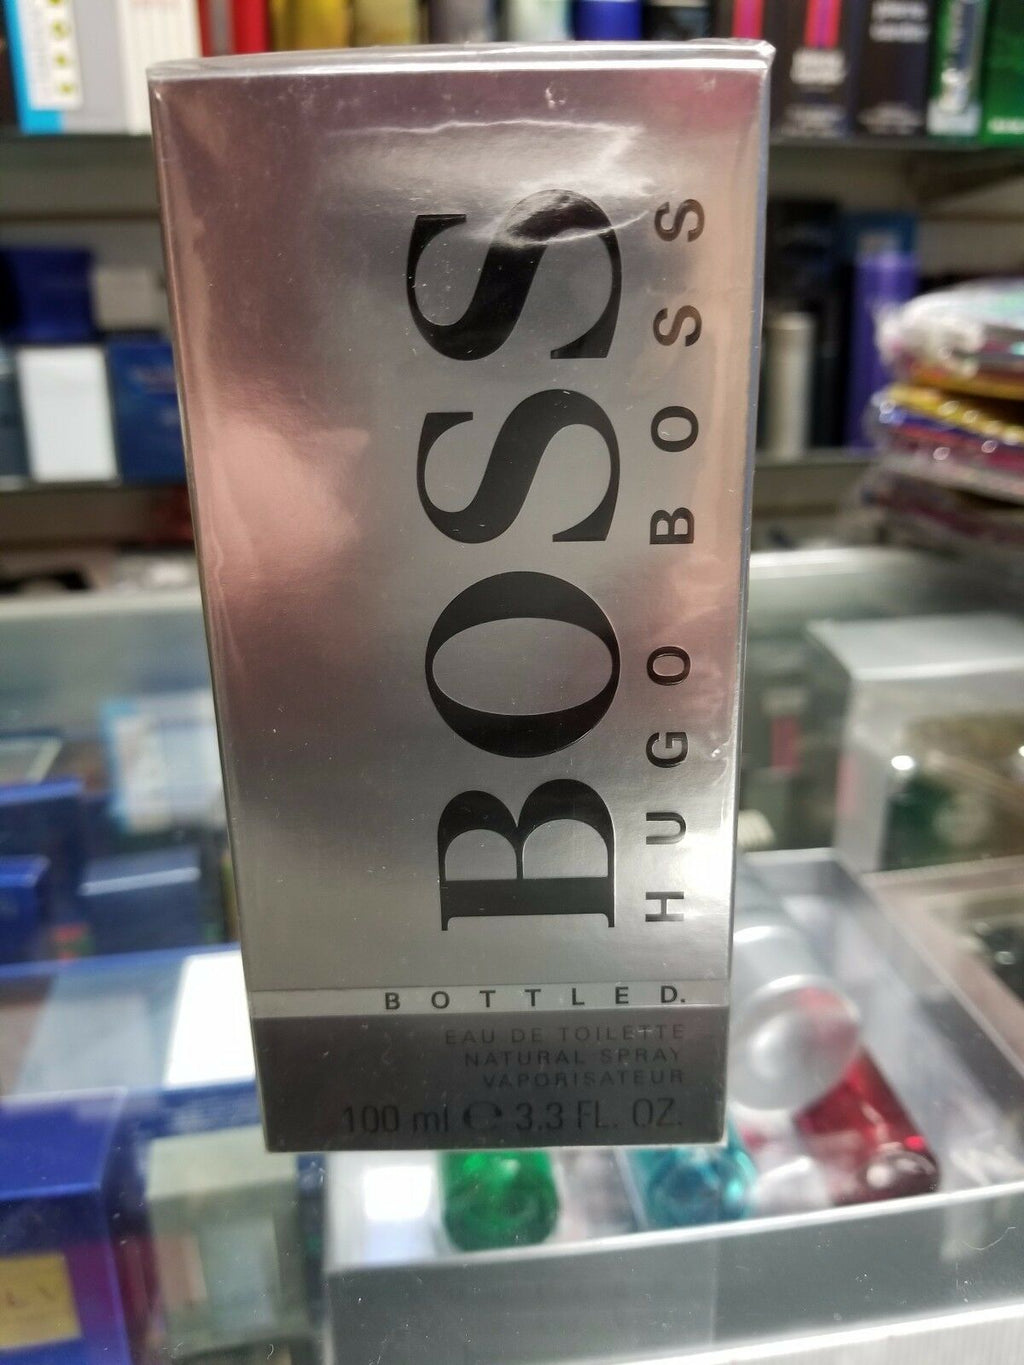 BOSS
HUGO BOSS
BOTTLED.
EAU DE TOILETTE
NATURAL SPRAY
VAPORISATEUR
100 ml ℮ 3.3 FL. OZ.